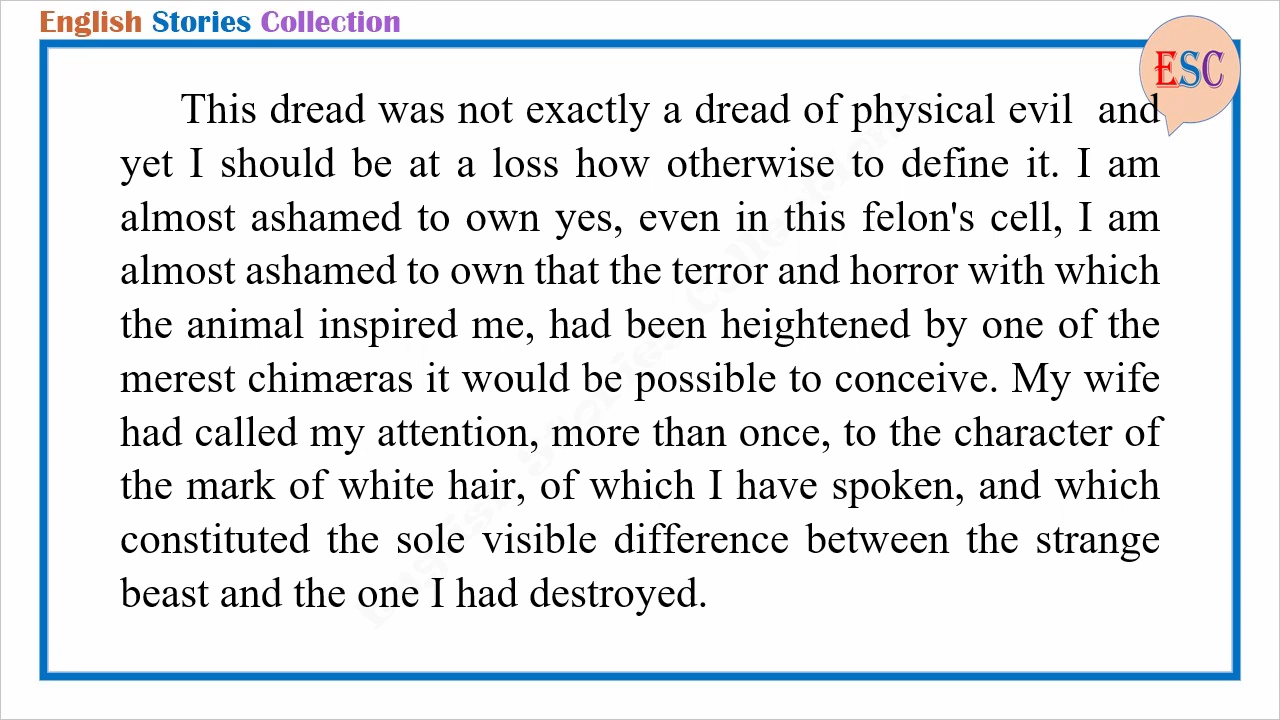 English Stories Collection
ESC
This dread was not exactly a dread of physical evil  and
yet I should be at a loss how otherwise to define it. I am
almost ashamed to own yes, even in this felon's cell, I am
almost ashamed to own that the terror and horror with which
the animal inspired me, had been heightened by one of the
merest chimæras it would be possible to conceive. My wife
had called my attention, more than once, to the character of
the mark of white hair, of which I have spoken, and which
constituted the sole visible difference between the strange
beast and the one I had destroyed.
English Stories Collection